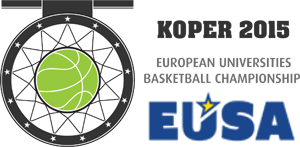 KOPER 2015
EUROPEAN UNIVERSITIES
BASKETBALL CHAMPIONSHIP
EUSA